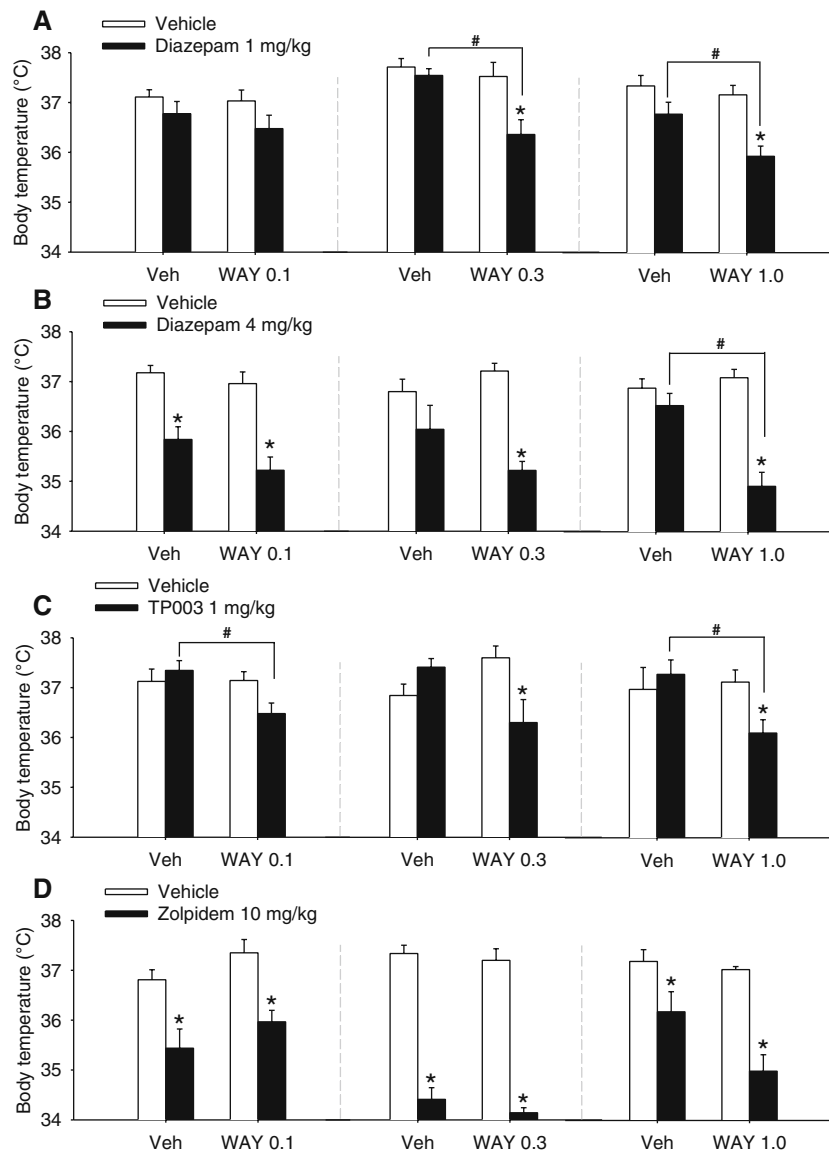 A
Vehicle
Diazepam 1 mg/kg
Body temperature (°C)
38
37
36
35
34
#
#
*
*
Veh WAY 0.1 Veh WAY 0.3 Veh WAY 1.0
B
Vehicle
Diazepam 4 mg/kg
Body temperature (°C)
38
37
36
35
34
#
*
*
*
*
Veh WAY 0.1 Veh WAY 0.3 Veh WAY 1.0
C
Vehicle
TP003 1 mg/kg
Body temperature (°C)
38
37
36
35
34
#
#
*
*
Veh WAY 0.1 Veh WAY 0.3 Veh WAY 1.0
D
Vehicle
Zolpidem 10 mg/kg
Body temperature (°C)
38
37
36
35
34
*
*
*
*
*
*
Veh WAY 0.1 Veh WAY 0.3 Veh WAY 1.0